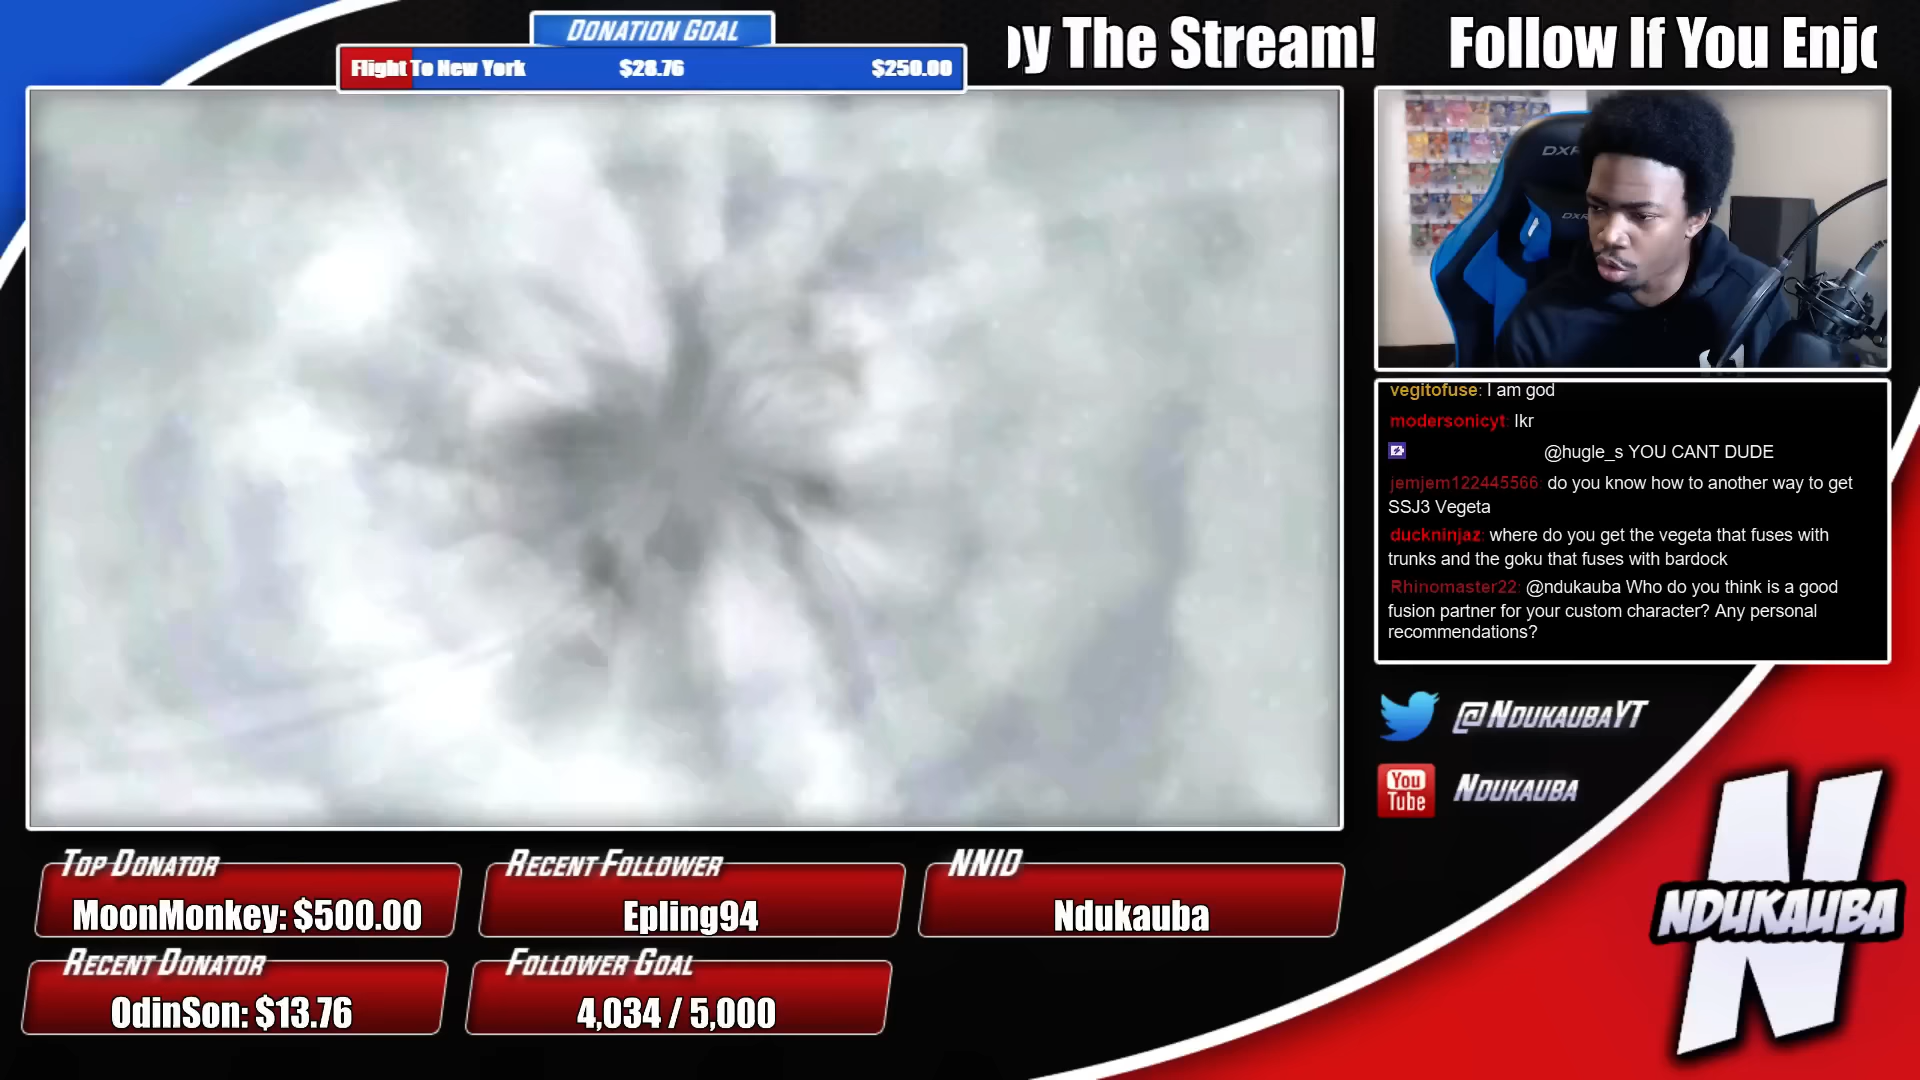 DONATION GOAL
Flight To New York $28.76 $250.00
oy The Stream! Follow If You Enjo
DXR
DXR
vegitofuse: I am god
modersonicyt: Ikr
@hugle_s YOU CANT DUDE
jemjem122445566: do you know how to another way to get
SSJ3 Vegeta
duckninjaz: where do you get the vegeta that fuses with
trunks and the goku that fuses with bardock
Rhinomaster22: @ndukauba Who do you think is a good
fusion partner for your custom character? Any personal
recommendations?
@NDUKAUBAYT
You
Tube
NDUKAUBA
N
NDUKAUBA
TOP DONATOR
MoonMonkey: $500.00
RECENT FOLLOWER
Epling94
NNID
Ndukauba
RECENT DONATOR
OdinSon: $13.76
FOLLOWER GOAL
4,034 / 5,000